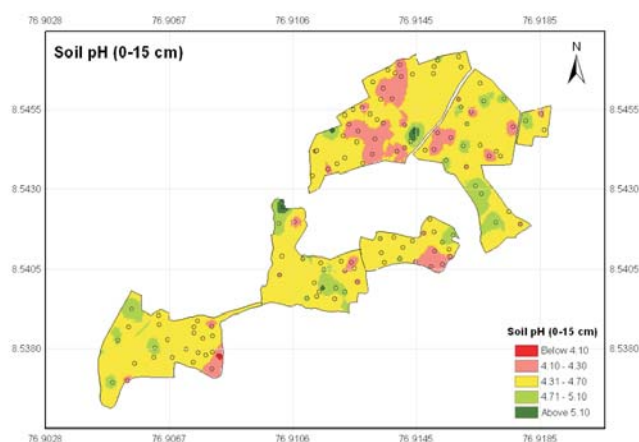 76.9028 76.9067 76.9106 76.9145 76.9185
Soil pH (0-15 cm)
N
8.5455 8.5455
8.5430 8.5430
8.5405 8.5405
8.5380 8.5380
Soil pH (0-15 cm)
Below 4.10
4.10 - 4.30
4.31 - 4.70
4.71 - 5.10
Above 5.10
76.9028 76.9067 76.9106 76.9145 76.9185